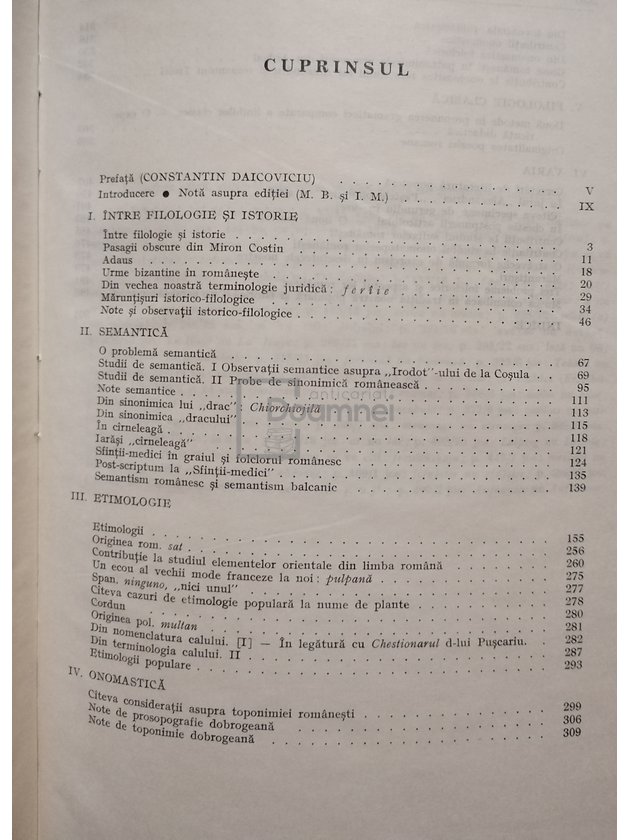 CUPRINSUL
Prefață (CONSTANTIN DAICOVICIU) . . . V
Introducere ● Notă asupra ediției (M. B. și I. M.) . . . IX
I. ÎNTRE FILOLOGIE ȘI ISTORIE
Între filologie și istorie . . . 3
Pasagii obscure din Miron Costin . . . 11
Adaus . . . 18
Urme bizantine în românește . . . 20
Din vechea noastră terminologie juridică : fertie . . . 29
Mărunțișuri istorico-filologice . . . 34
Note și observații istorico-filologice . . . 46
II. SEMANTICĂ
O problemă semantică . . . 67
Studii de semantică. I Observații semantice asupra „Irodot"-ului de la Coșula . . 69
Studii de semantică. II Probe de sinonimică românească . . . 95
Note semantice . . . 111
Din sinonimica lui „drac" : Chiorchiojilă . . . 113
Din sinonimica „dracului" . . . 115
În cirneleagă . . . 118
Iarăși „cirneleagă" . . . 121
Sfinții-medici în graiul și folclorul românesc . . . 124
Post-scriptum la „Sfinții-medici" . . . 135
Semantism românesc și semantism balcanic . . . 139
III. ETIMOLOGIE
Etimologii . . . 155
Originea rom. sat . . . 256
Contribuție la studiul elementelor orientale din limba română . . . 260
Un ecou al vechii mode franceze la noi : pulpană . . . 275
Span. ninguno, „nici unul" . . . 277
Citeva cazuri de etimologie populară la nume de plante . . . 278
Cordun . . . 280
Originea pol. multan . . . 281
Din nomenclatura calului. [I] — În legătură cu Chestionarul d-lui Pușcariu. . . 282
Din terminologia calului. II . . . 287
Etimologii populare . . . 293
IV. ONOMASTICĂ
Citeva considerații asupra toponimiei românești . . . 299
Note de prosopografie dobrogeană . . . 306
Note de toponimie dobrogeană . . . 309
anticariat
Doamnei